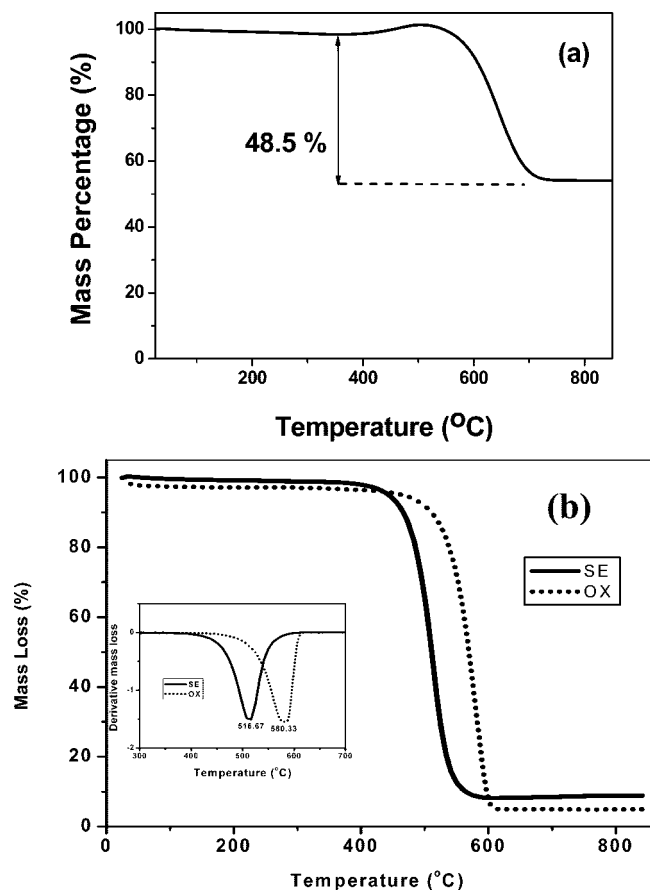 100
(a)
80
48.5 %
60
40
20
0
200
400
600
800
Mass Percentage (%)
Temperature (ºC)
100
(b)
80
SE
OX
60
40
20
0
0
200
400
600
800
Mass Loss (%)
Temperature (°C)
0
-1
-2
SE
OX
516.67
580.33
300
400
500
600
700
Derivative mass loss
Temperature (°C)